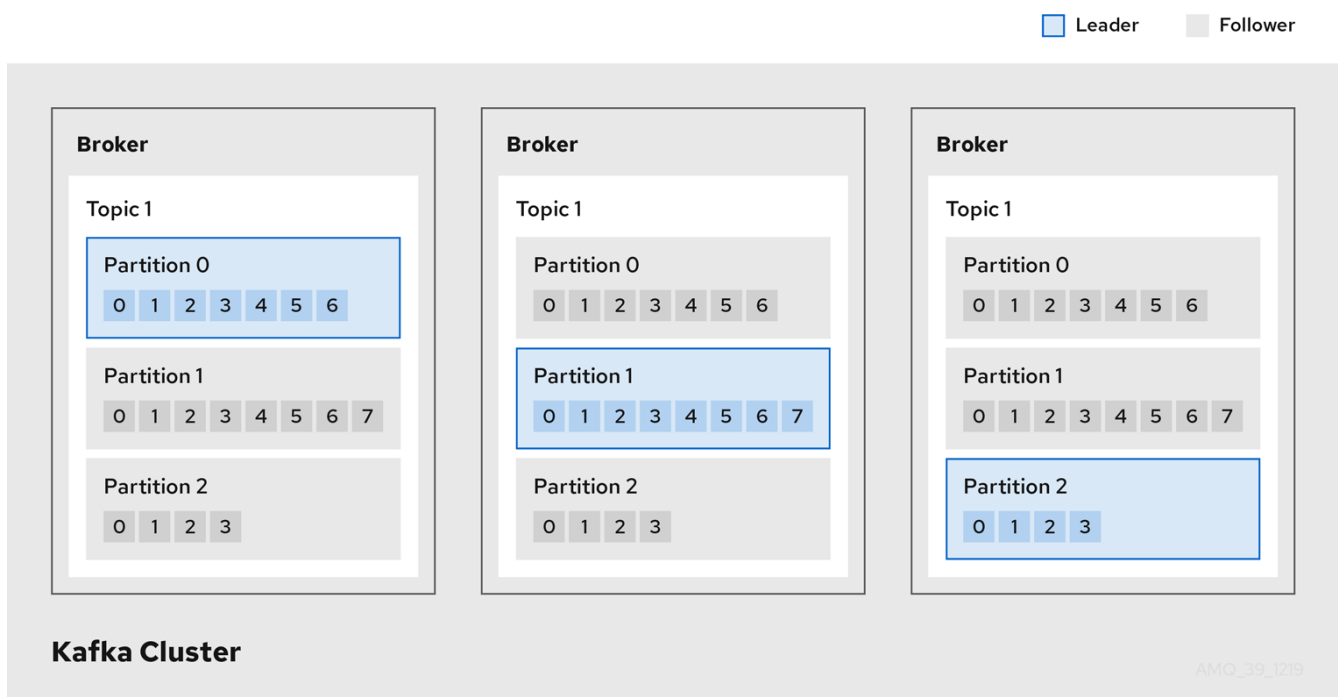 Leader
Follower
Broker
Topic 1
Partition 0
0 1 2 3 4 5 6
Partition 1
0 1 2 3 4 5 6 7
Partition 2
0 1 2 3
Broker
Topic 1
Partition 0
0 1 2 3 4 5 6
Partition 1
0 1 2 3 4 5 6 7
Partition 2
0 1 2 3
Broker
Topic 1
Partition 0
0 1 2 3 4 5 6
Partition 1
0 1 2 3 4 5 6 7
Partition 2
0 1 2 3
Kafka Cluster
AMQ_39_1219